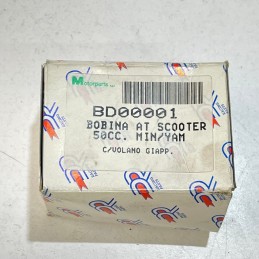 Motorparts
BD00001
BOBINA AT SCOOTER
50CC. MIN/YAM
C/VOLANO GIAPP.